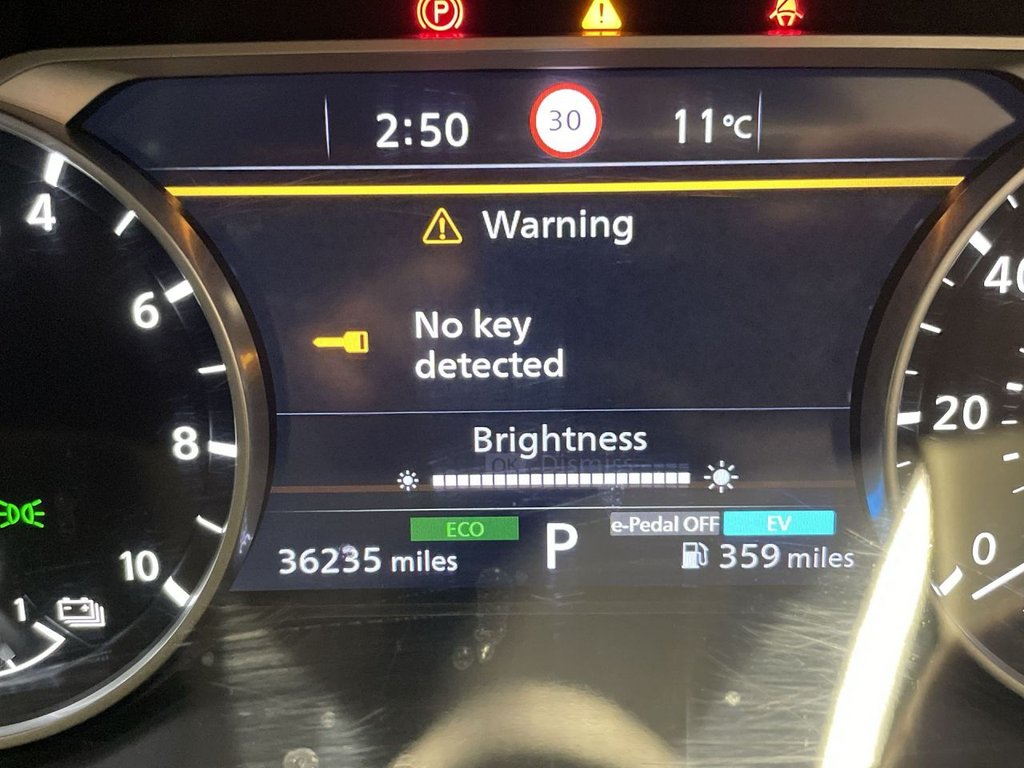 P
2:50 30 11°C
Warning
No key
detected
Brightness
ECO P e-Pedal OFF EV
36235 miles 359 miles
4
6
8
10
1
40
20
0